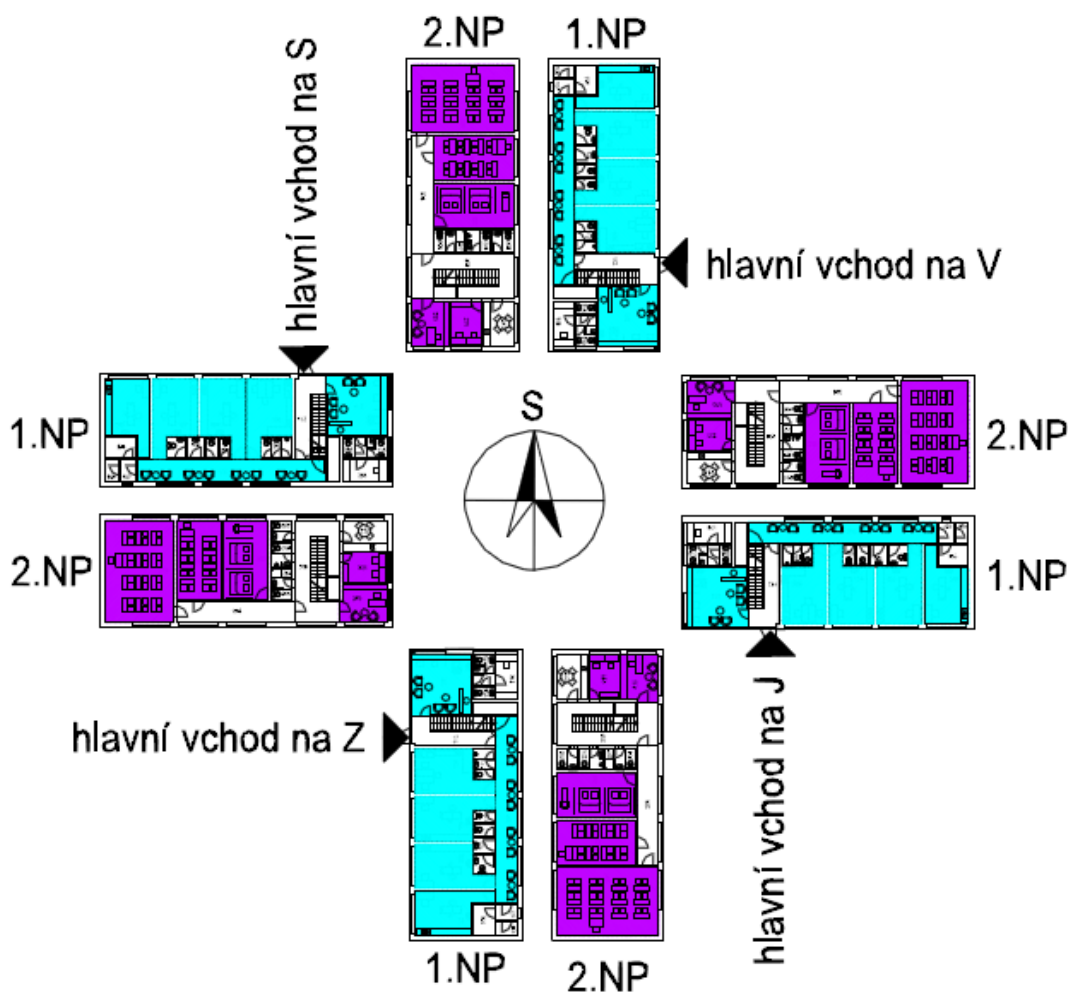 2.NP
1.NP
hlavní vchod na S
hlavní vchod na V
1.NP
S
2.NP
2.NP
1.NP
hlavní vchod na Z
hlavní vchod na J
1.NP
2.NP